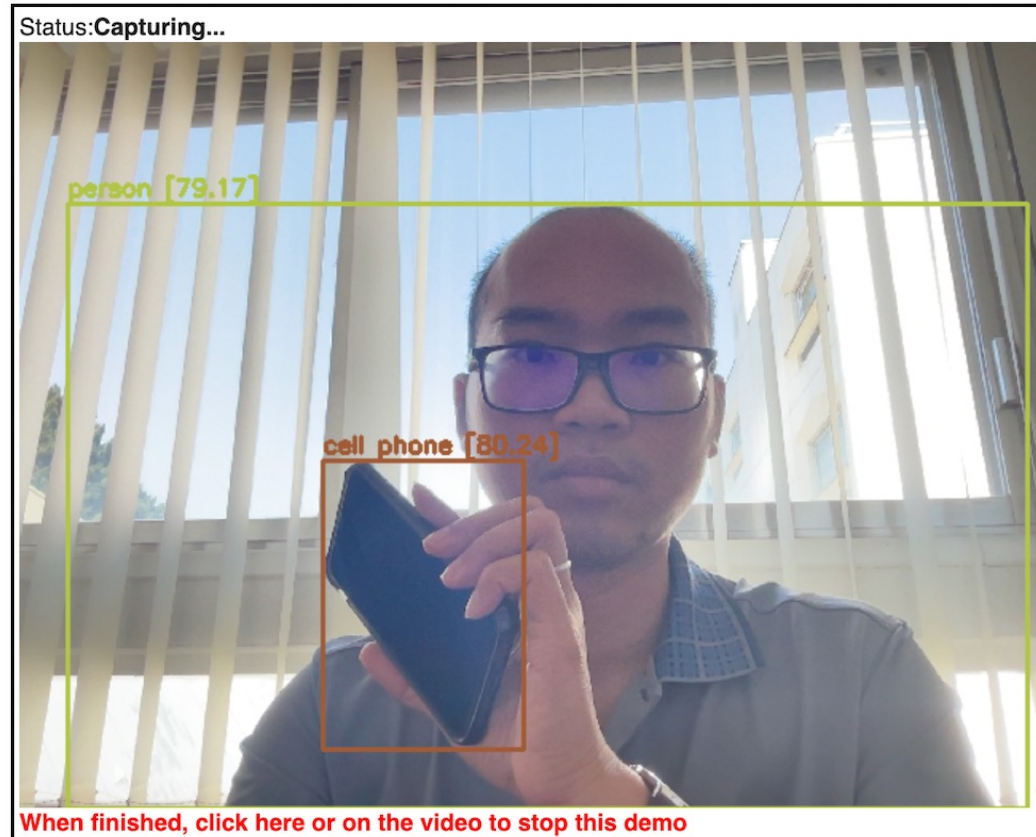 Status:Capturing...
person [79.17]
cell phone [80.24]
When finished, click here or on the video to stop this demo